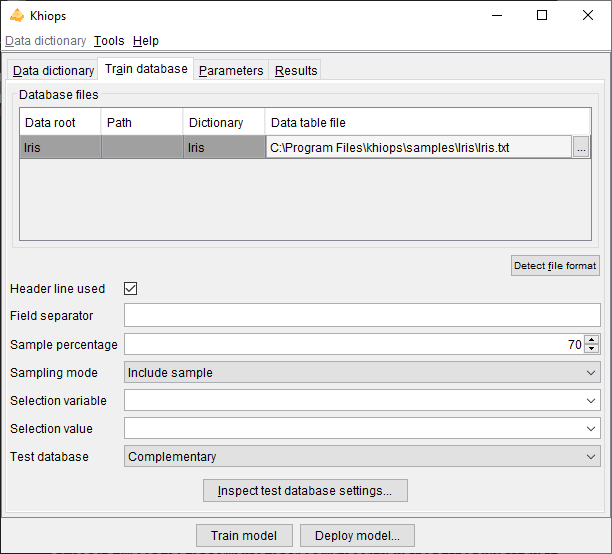 Khiops
Data dictionary Tools Help
Data dictionary Train database Parameters Results
Database files
Data root Path Dictionary Data table file
Iris Iris C:\Program Files\khiops\samples\Iris\Iris.txt ...
Detect file format
Header line used
Field separator
Sample percentage 70
Sampling mode Include sample
Selection variable
Selection value
Test database Complementary
Inspect test database settings...
Train model Deploy model...